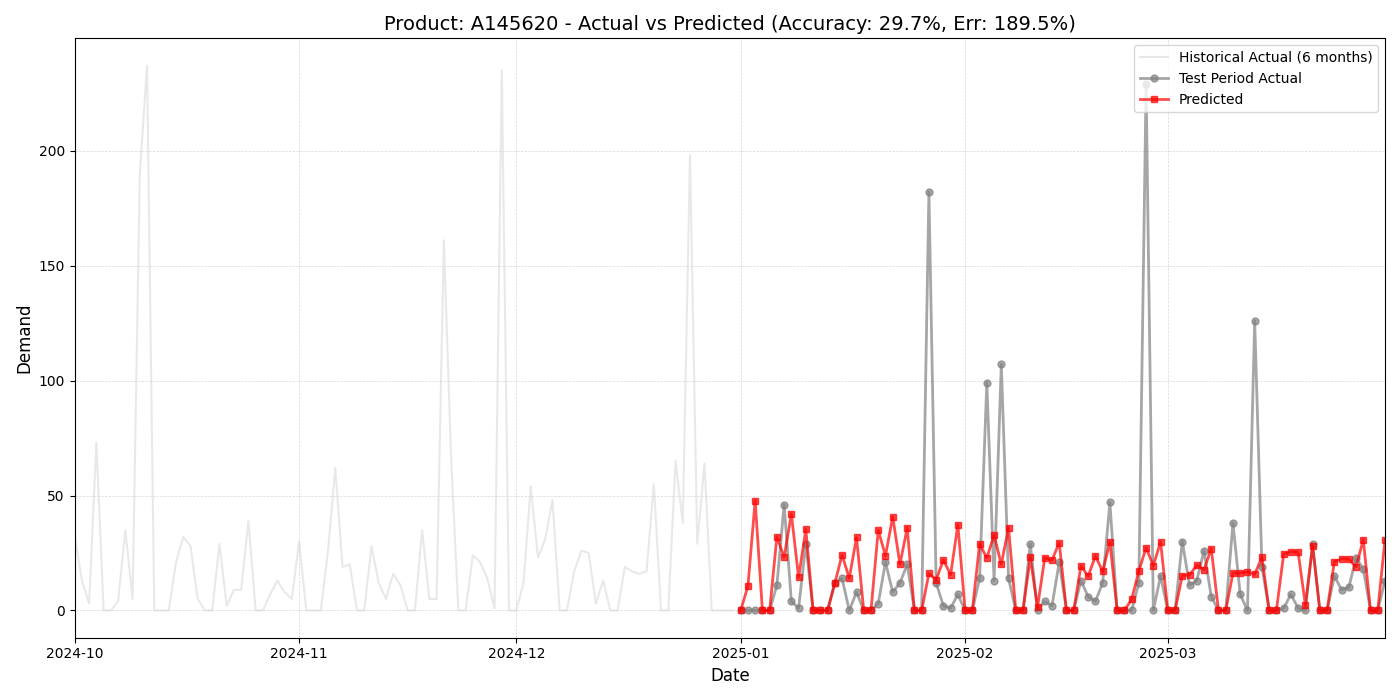 Product: A145620 - Actual vs Predicted (Accuracy: 29.7%, Err: 189.5%)
Historical Actual (6 months)
Test Period Actual
Predicted
Demand
200
150
100
50
0
2024-10
2024-11
2024-12
2025-01
2025-02
2025-03
Date